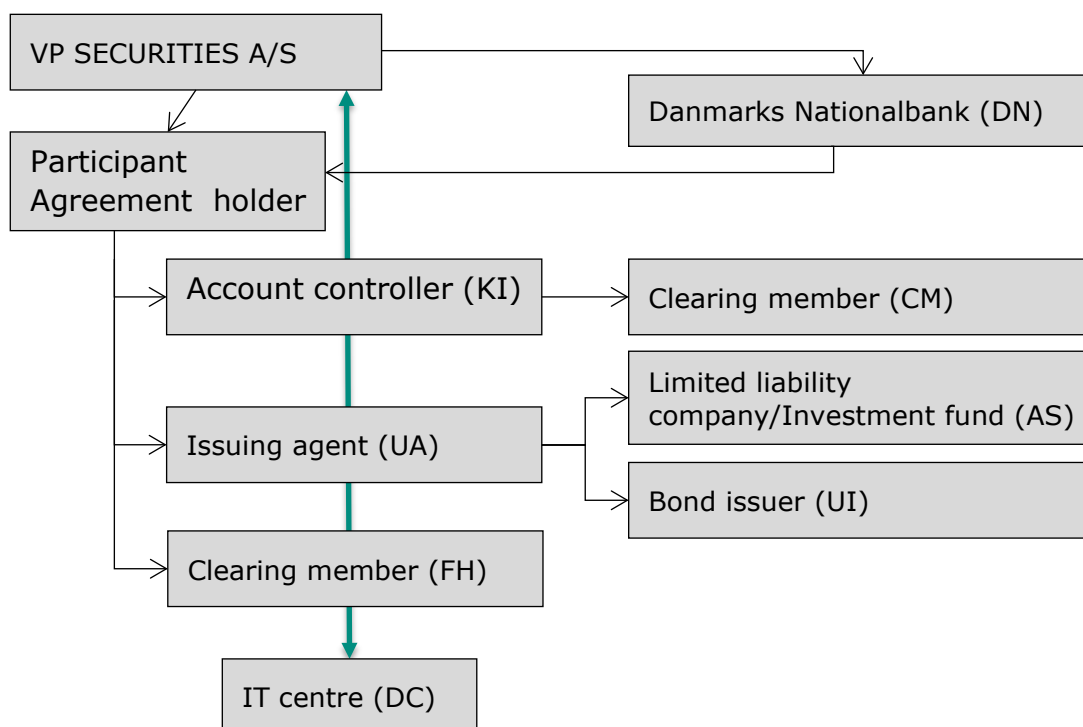 VP SECURITIES A/S
Danmarks Nationalbank (DN)
Participant
Agreement holder
Account controller (KI)
Clearing member (CM)
Limited liability
company/Investment fund (AS)
Issuing agent (UA)
Bond issuer (UI)
Clearing member (FH)
IT centre (DC)